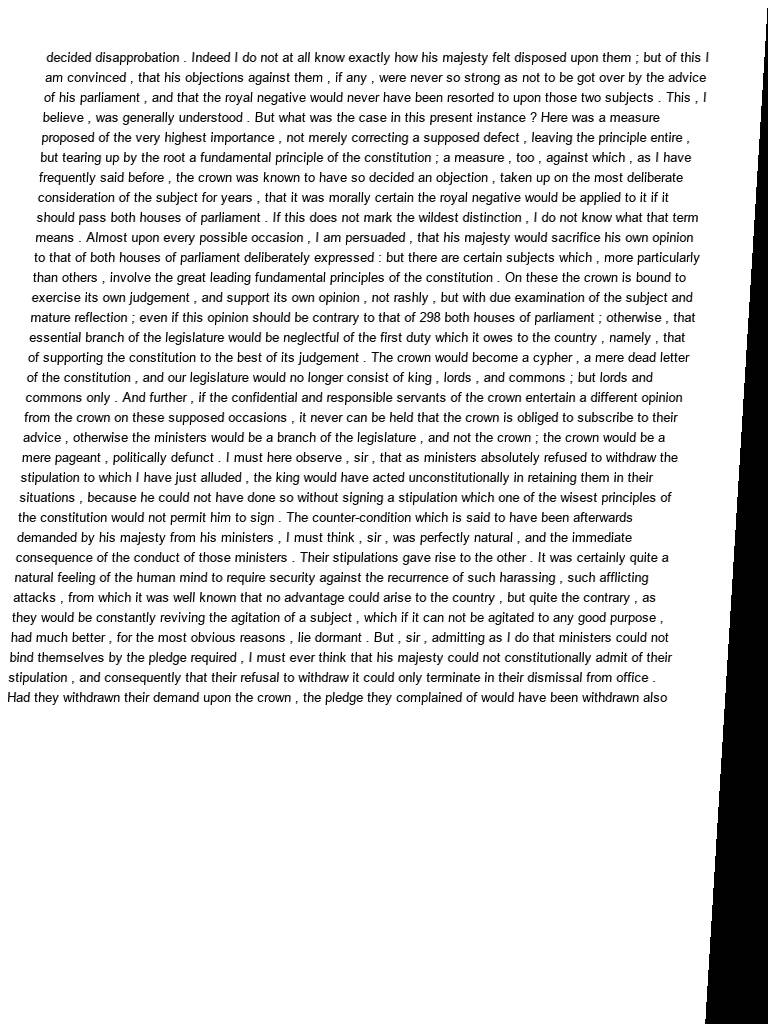 decided disapprobation . Indeed I do not at all know exactly how his majesty felt disposed upon them ; but of this I
am convinced , that his objections against them , if any , were never so strong as not to be got over by the advice
of his parliament , and that the royal negative would never have been resorted to upon those two subjects . This , I
believe , was generally understood . But what was the case in this present instance ? Here was a measure
proposed of the very highest importance , not merely correcting a supposed defect , leaving the principle entire ,
but tearing up by the root a fundamental principle of the constitution ; a measure , too , against which , as I have
frequently said before , the crown was known to have so decided an objection , taken up on the most deliberate
consideration of the subject for years , that it was morally certain the royal negative would be applied to it if it
should pass both houses of parliament . If this does not mark the wildest distinction , I do not know what that term
means . Almost upon every possible occasion , I am persuaded , that his majesty would sacrifice his own opinion
to that of both houses of parliament deliberately expressed : but there are certain subjects which , more particularly
than others , involve the great leading fundamental principles of the constitution . On these the crown is bound to
exercise its own judgement , and support its own opinion , not rashly , but with due examination of the subject and
mature reflection ; even if this opinion should be contrary to that of 298 both houses of parliament ; otherwise , that
essential branch of the legislature would be neglectful of the first duty which it owes to the country , namely , that
of supporting the constitution to the best of its judgement . The crown would become a cypher , a mere dead letter
of the constitution , and our legislature would no longer consist of king , lords , and commons ; but lords and
commons only . And further , if the confidential and responsible servants of the crown entertain a different opinion
from the crown on these supposed occasions , it never can be held that the crown is obliged to subscribe to their
advice , otherwise the ministers would be a branch of the legislature , and not the crown ; the crown would be a
mere pageant , politically defunct . I must here observe , sir , that as ministers absolutely refused to withdraw the
stipulation to which I have just alluded , the king would have acted unconstitutionally in retaining them in their
situations , because he could not have done so without signing a stipulation which one of the wisest principles of
the constitution would not permit him to sign . The counter-condition which is said to have been afterwards
demanded by his majesty from his ministers , I must think , sir , was perfectly natural , and the immediate
consequence of the conduct of those ministers . Their stipulations gave rise to the other . It was certainly quite a
natural feeling of the human mind to require security against the recurrence of such harassing , such afflicting
attacks , from which it was well known that no advantage could arise to the country , but quite the contrary , as
they would be constantly reviving the agitation of a subject , which if it can not be agitated to any good purpose ,
had much better , for the most obvious reasons , lie dormant . But , sir , admitting as I do that ministers could not
bind themselves by the pledge required , I must ever think that his majesty could not constitutionally admit of their
stipulation , and consequently that their refusal to withdraw it could only terminate in their dismissal from office .
Had they withdrawn their demand upon the crown , the pledge they complained of would have been withdrawn also